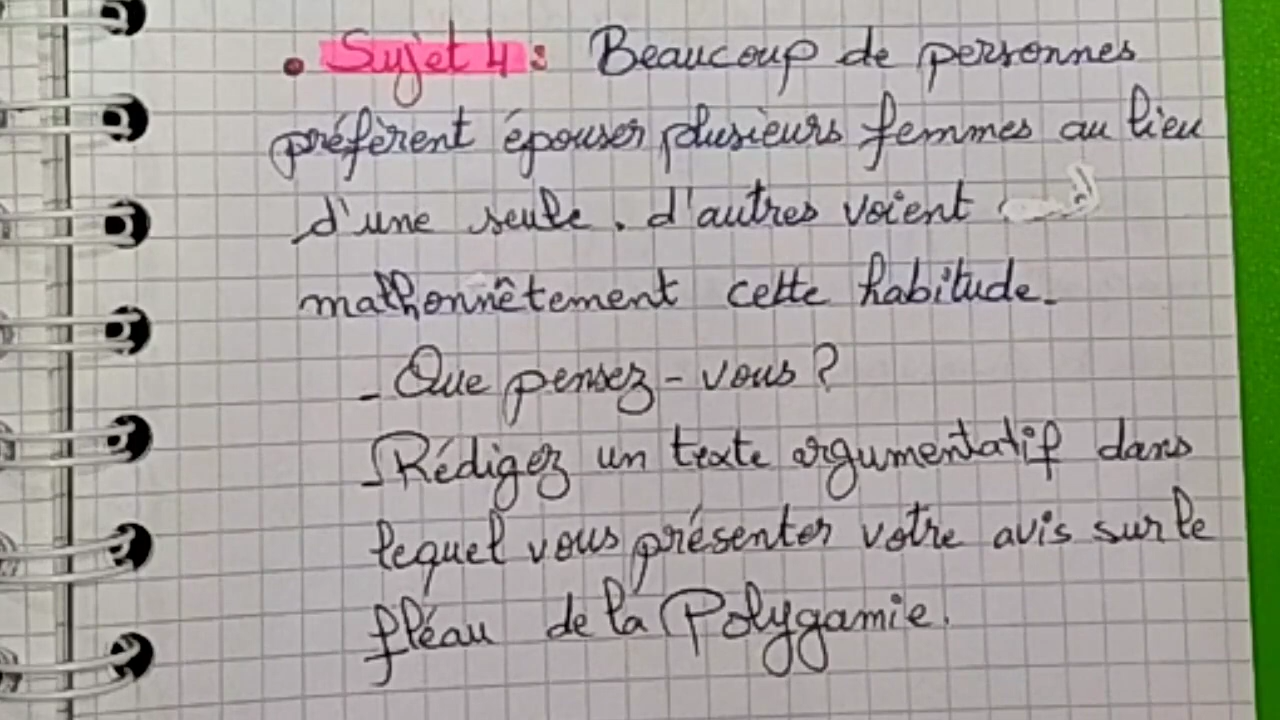 • Sujet 4 : Beaucoup de personnes
préfèrent épouser plusieurs femmes au lieu
d'une seule. d'autres voient
malhonnêtement cette habitude.
- Que pensez-vous ?
Rédigez un texte argumentatif dans
lequel vous présenter votre avis sur le
fléau de la Polygamie.